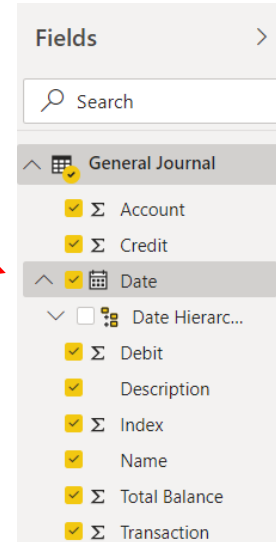 Fields
Search
General Journal
Σ Account
Σ Credit
Date
Date Hierarc...
Σ Debit
Description
Σ Index
Name
Σ Total Balance
Σ Transaction